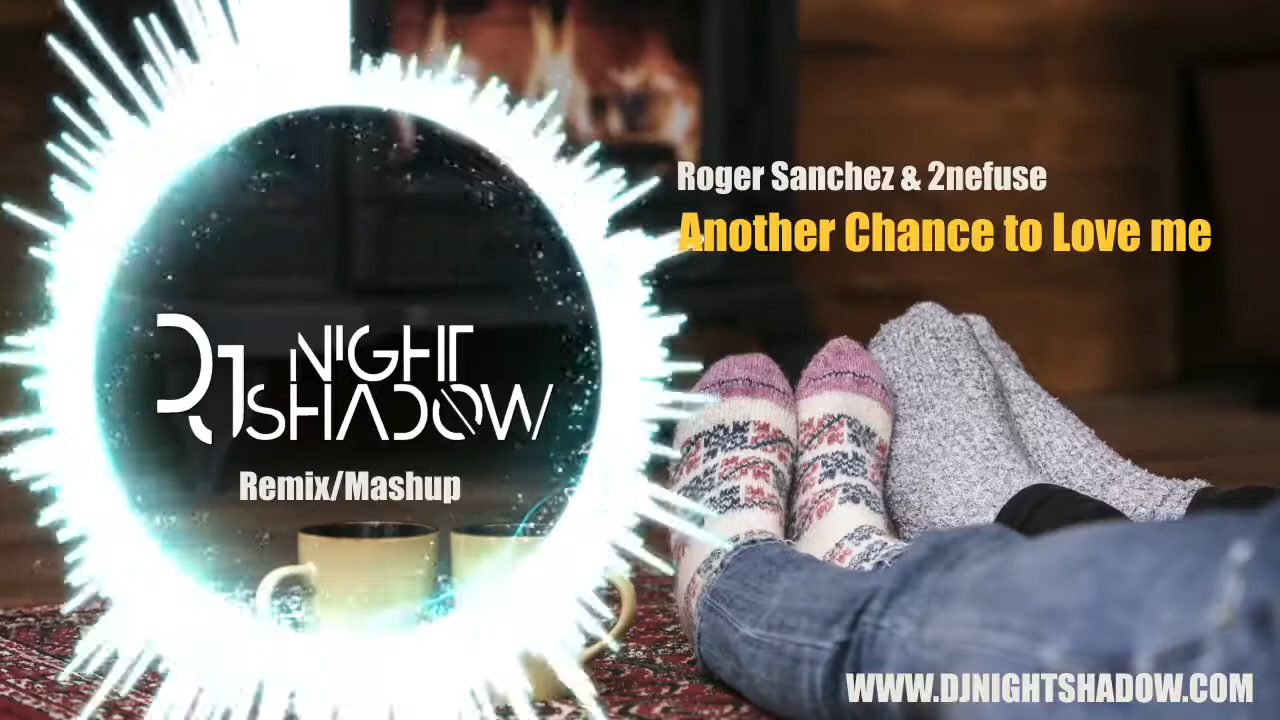 DJ NIGHT
SHADOW
Remix/Mashup
Roger Sanchez & 2nefuse
Another Chance to Love me
WWW.DJNIGHTSHADOW.COM